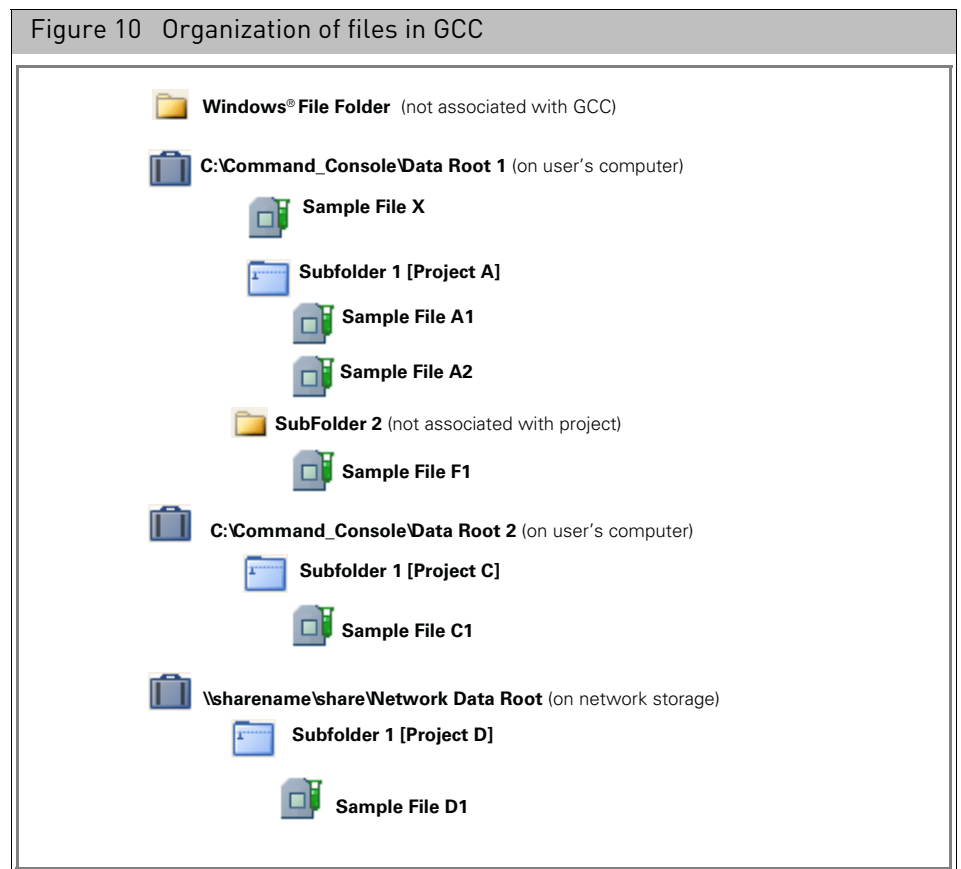 Figure 10 Organization of files in GCC
Windows® File Folder (not associated with GCC)
C:\Command_Console\Data Root 1 (on user's computer)
Sample File X
Subfolder 1 [Project A]
Sample File A1
Sample File A2
SubFolder 2 (not associated with project)
Sample File F1
C:\Command_Console\Data Root 2 (on user's computer)
Subfolder 1 [Project C]
Sample File C1
\\sharename\share\Network Data Root (on network storage)
Subfolder 1 [Project D]
Sample File D1